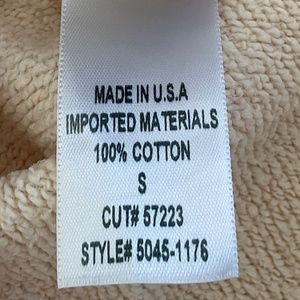 MADE IN U.S.A
IMPORTED MATERIALS
100% COTTON
S
CUT# 57223
STYLE# 5045-1176